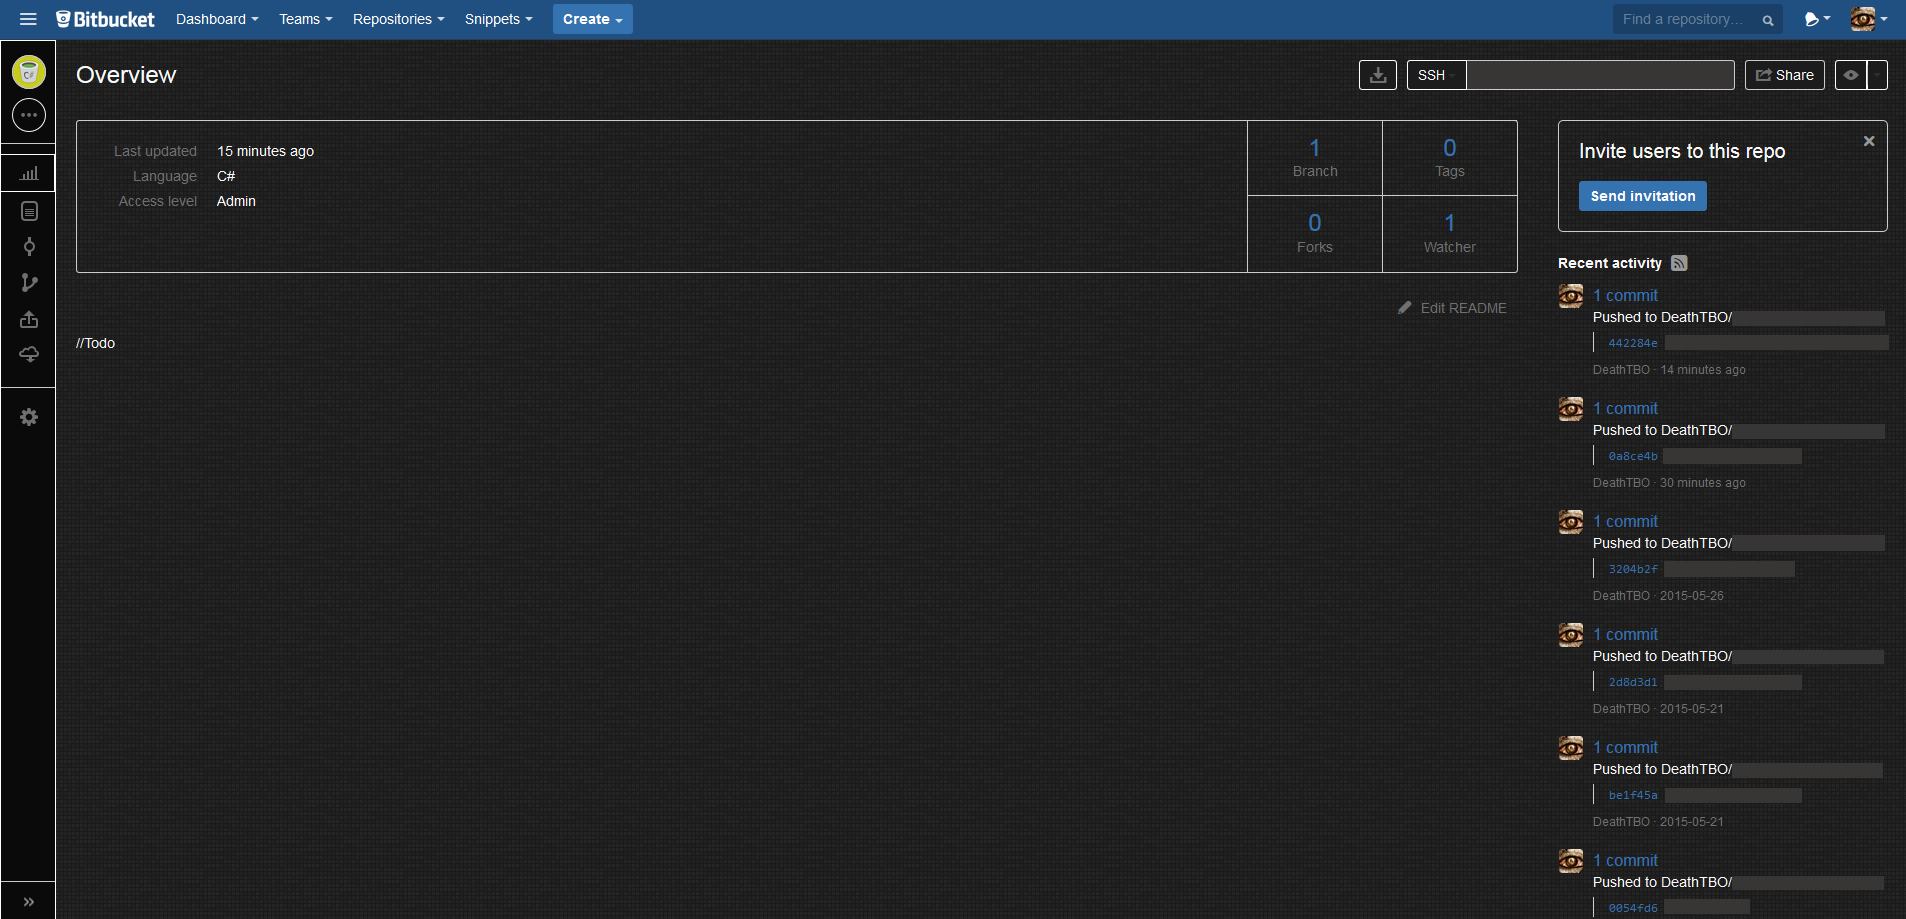 Bitbucket Dashboard Teams Repositories Snippets Create Find a repository...
C#
Overview
SSH Share
Last updated 15 minutes ago
Language C#
Access level Admin
1 Branch
0 Tags
0 Forks
1 Watcher
Edit README
//Todo
Invite users to this repo
Send invitation
Recent activity
1 commit
Pushed to DeathTBO/
442284e
DeathTBO · 14 minutes ago
1 commit
Pushed to DeathTBO/
0a8ce4b
DeathTBO · 30 minutes ago
1 commit
Pushed to DeathTBO/
3204b2f
DeathTBO · 2015-05-26
1 commit
Pushed to DeathTBO/
2d8d3d1
DeathTBO · 2015-05-21
1 commit
Pushed to DeathTBO/
be1f45a
DeathTBO · 2015-05-21
1 commit
Pushed to DeathTBO/
0054fd6